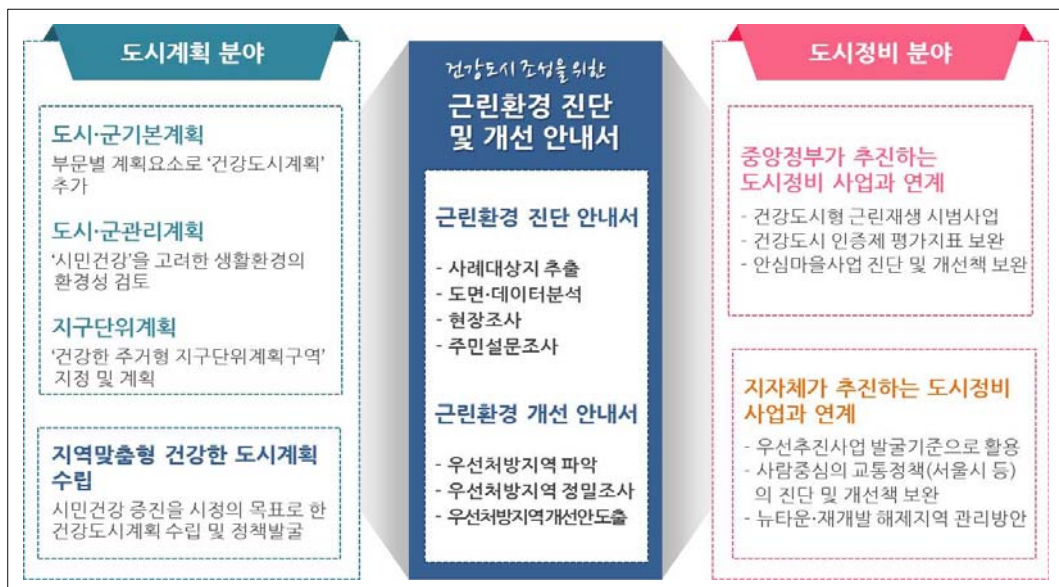 도시계획 분야
도시·군기본계획
부문별 계획요소로 '건강도시계획'
추가
도시·군관리계획
'시민건강'을 고려한 생활환경의
환경성 검토
지구단위계획
'건강한 주거형 지구단위계획구역'
지정 및 계획
지역맞춤형 건강한 도시계획
수립
시민건강 증진을 시정의 목표로 한
건강도시계획 수립 및 정책발굴
건강도시 조성을 위한
근린환경 진단
및 개선 안내서
근린환경 진단 안내서
- 사례대상지 추출
- 도면·데이터분석
- 현장조사
- 주민설문조사
근린환경 개선 안내서
- 우선처방지역 파악
- 우선처방지역 정밀조사
- 우선처방지역개선안도출
도시정비 분야
중앙정부가 추진하는
도시정비 사업과 연계
- 건강도시형 근린재생 시범사업
- 건강도시 인증제 평가지표 보완
- 안심마을사업 진단 및 개선책 보완
지자체가 추진하는 도시정비
사업과 연계
- 우선추진사업 발굴기준으로 활용
- 사람중심의 교통정책(서울시 등)
의 진단 및 개선책 보완
- 뉴타운·재개발 해제지역 관리방안